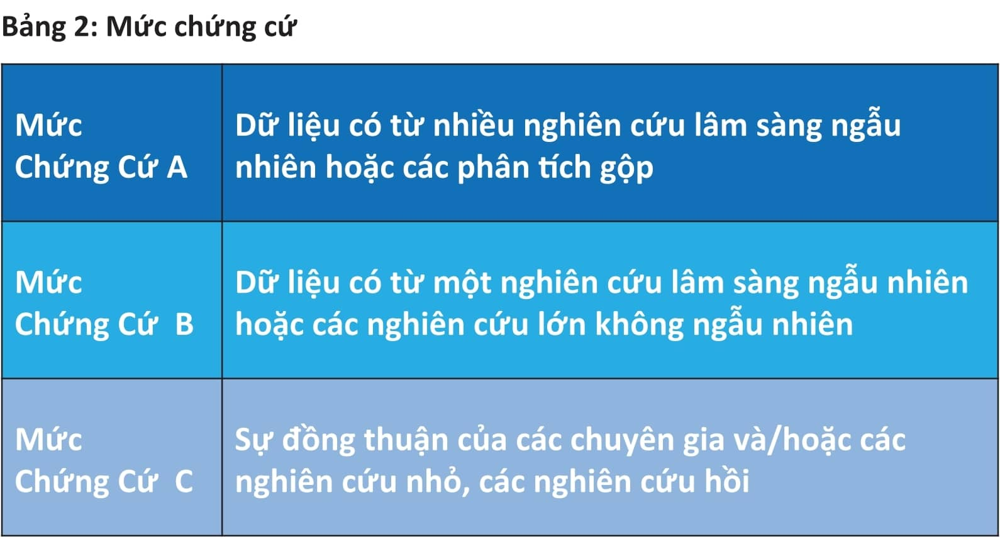 Bảng 2: Mức chứng cứ
Mức
Chứng Cứ A
Dữ liệu có từ nhiều nghiên cứu lâm sàng ngẫu
nhiên hoặc các phân tích gộp
Mức
Chứng Cứ B
Dữ liệu có từ một nghiên cứu lâm sàng ngẫu nhiên
hoặc các nghiên cứu lớn không ngẫu nhiên
Mức
Chứng Cứ C
Sự đồng thuận của các chuyên gia và/hoặc các
nghiên cứu nhỏ, các nghiên cứu hồi